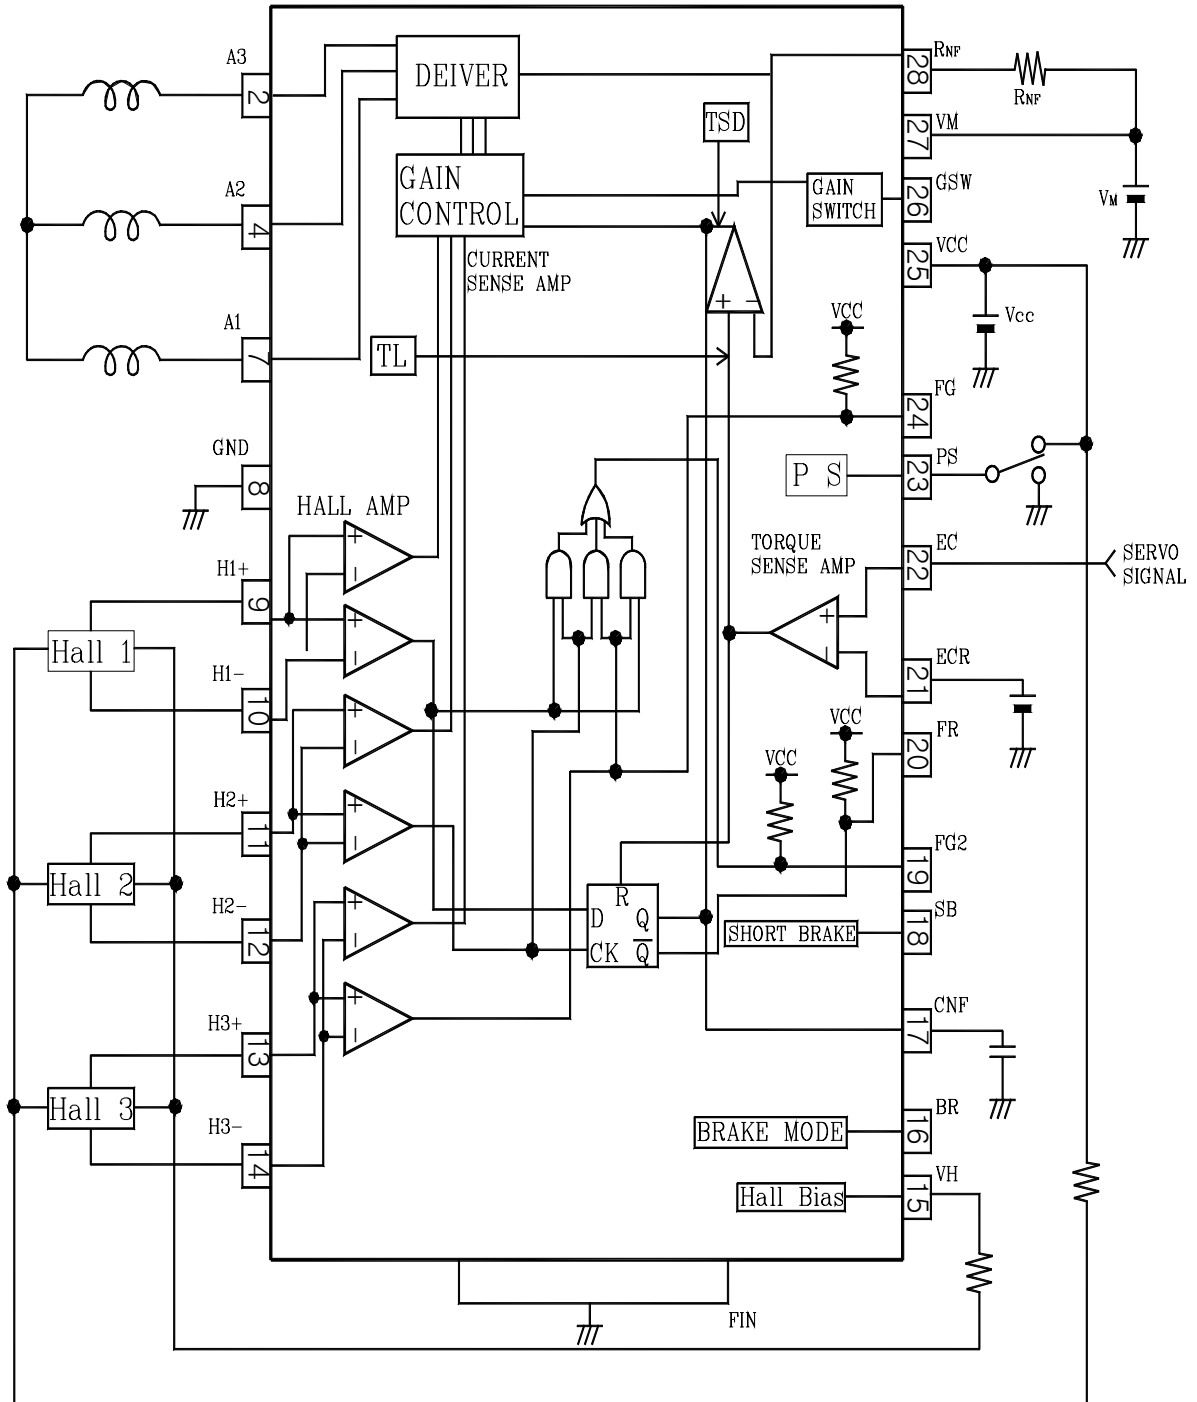 A3
2
DEIVER
RNF
28
RNF
VM
27
TSD
GAIN
CONTROL
GAIN
SWITCH
GSW
26
VM
A2
4
VCC
25
CURRENT
SENSE AMP
+ −
VCC
Vcc
A1
7
TL
FG
24
GND
8
P S
PS
23
HALL AMP
TORQUE
SENSE AMP
EC
22
SERVO
SIGNAL
H1+
9
+
−
+
−
Hall 1
+
−
ECR
21
H1-
10
+
−
VCC
FR
20
VCC
H2+
11
+
−
FG2
19
Hall 2
R
D Q
CK Q
H2-
12
+
−
SHORT BRAKE
SB
18
H3+
13
+
−
CNF
17
Hall 3
H3-
14
BRAKE MODE
BR
16
Hall Bias
VH
15
FIN